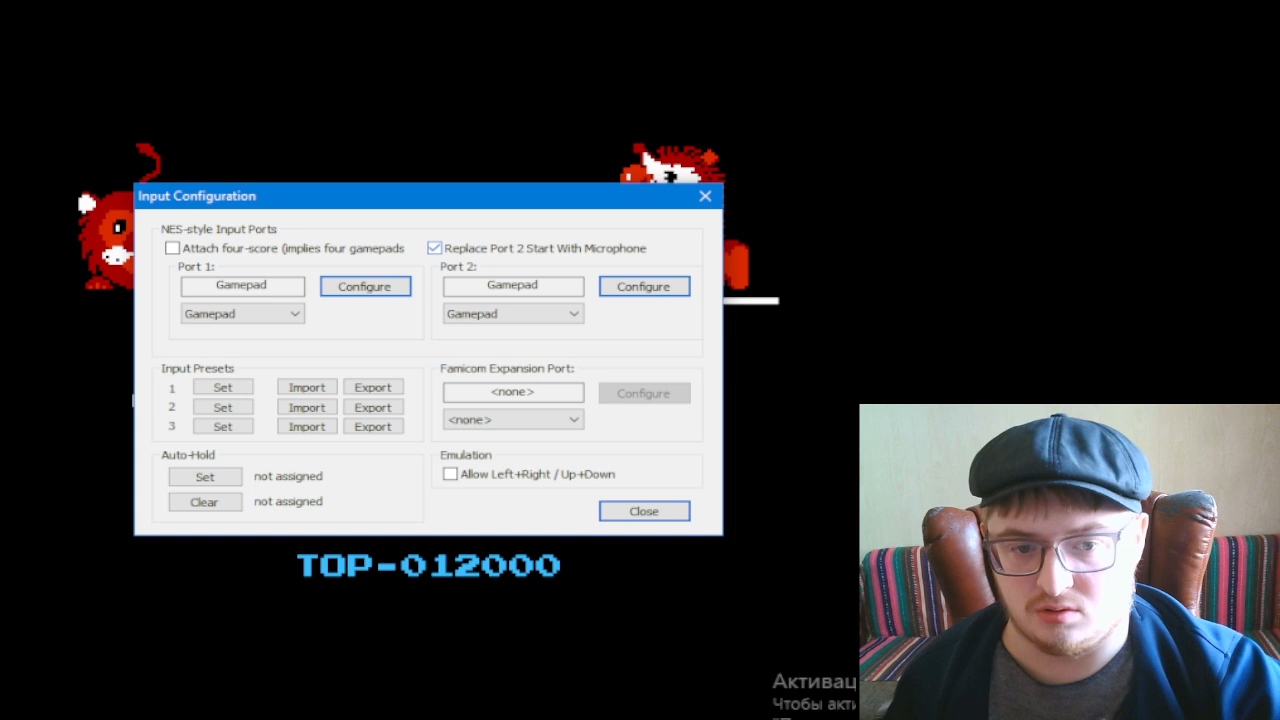 Input Configuration
NES-style Input Ports
Attach four-score (implies four gamepads
Replace Port 2 Start With Microphone
Port 1:
Port 2:
Gamepad
Configure
Gamepad
Configure
Gamepad
Gamepad
Input Presets
Famicom Expansion Port:
1 Set Import Export
<none>
Configure
2 Set Import Export
3 Set Import Export
<none>
Auto-Hold
Emulation
Set not assigned
Allow Left+Right / Up+Down
Clear not assigned
Close
TOP-012000
Активац
Чтобы акти